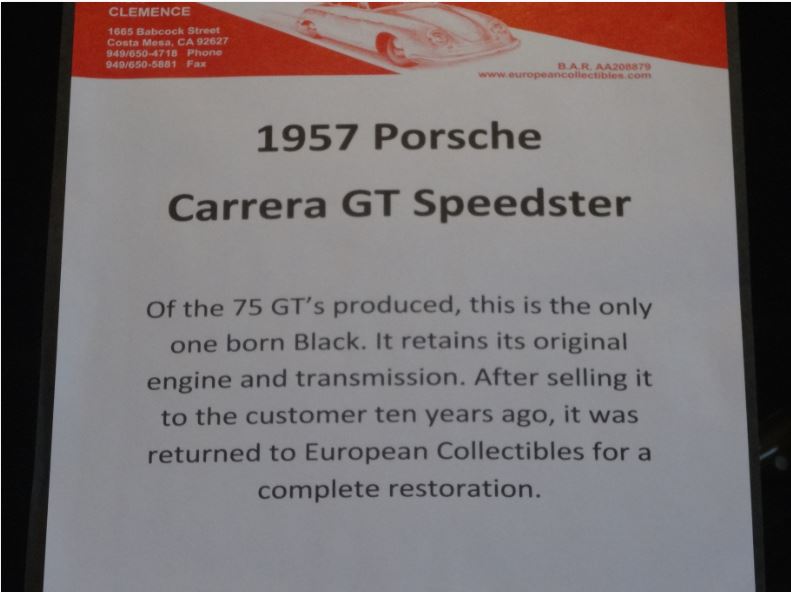 CLEMENCE
1665 Babcock Street
Costa Mesa, CA 92627
949/650-4718 Phone
949/650-5881 Fax
B.A.R. AA208879
www.europeancollectibles.com
1957 Porsche
Carrera GT Speedster
Of the 75 GT's produced, this is the only
one born Black. It retains its original
engine and transmission. After selling it
to the customer ten years ago, it was
returned to European Collectibles for a
complete restoration.